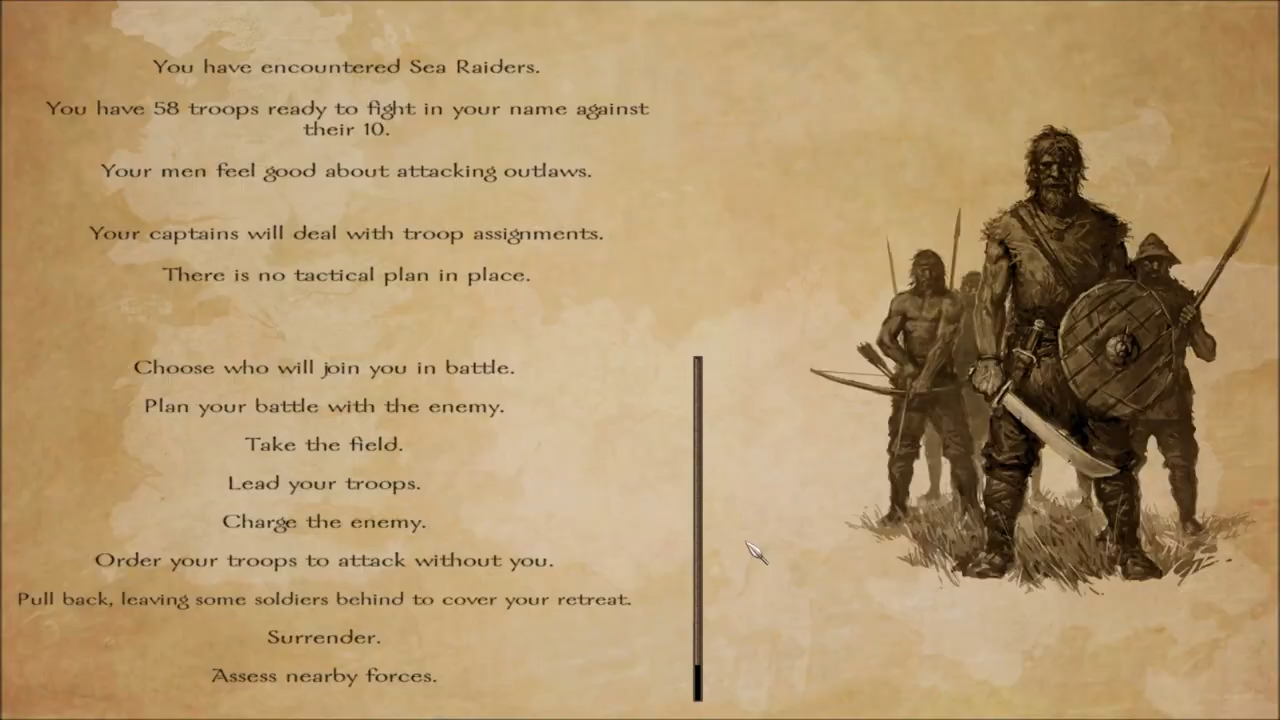 You have encountered Sea Raiders.
You have 58 troops ready to fight in your name against
their 10.
Your men feel good about attacking outlaws.
Your captains will deal with troop assignments.
There is no tactical plan in place.
Choose who will join you in battle.
Plan your battle with the enemy.
Take the field.
Lead your troops.
Charge the enemy.
Order your troops to attack without you.
Pull back, leaving some soldiers behind to cover your retreat.
Surrender.
Assess nearby forces.